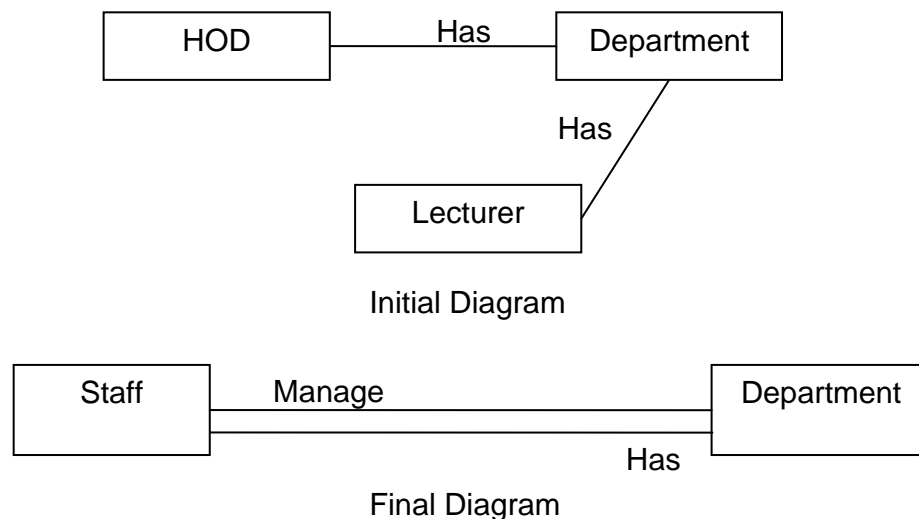 HOD
Has
Department
Has
Lecturer
Initial Diagram
Staff
Manage
Department
Has
Final Diagram